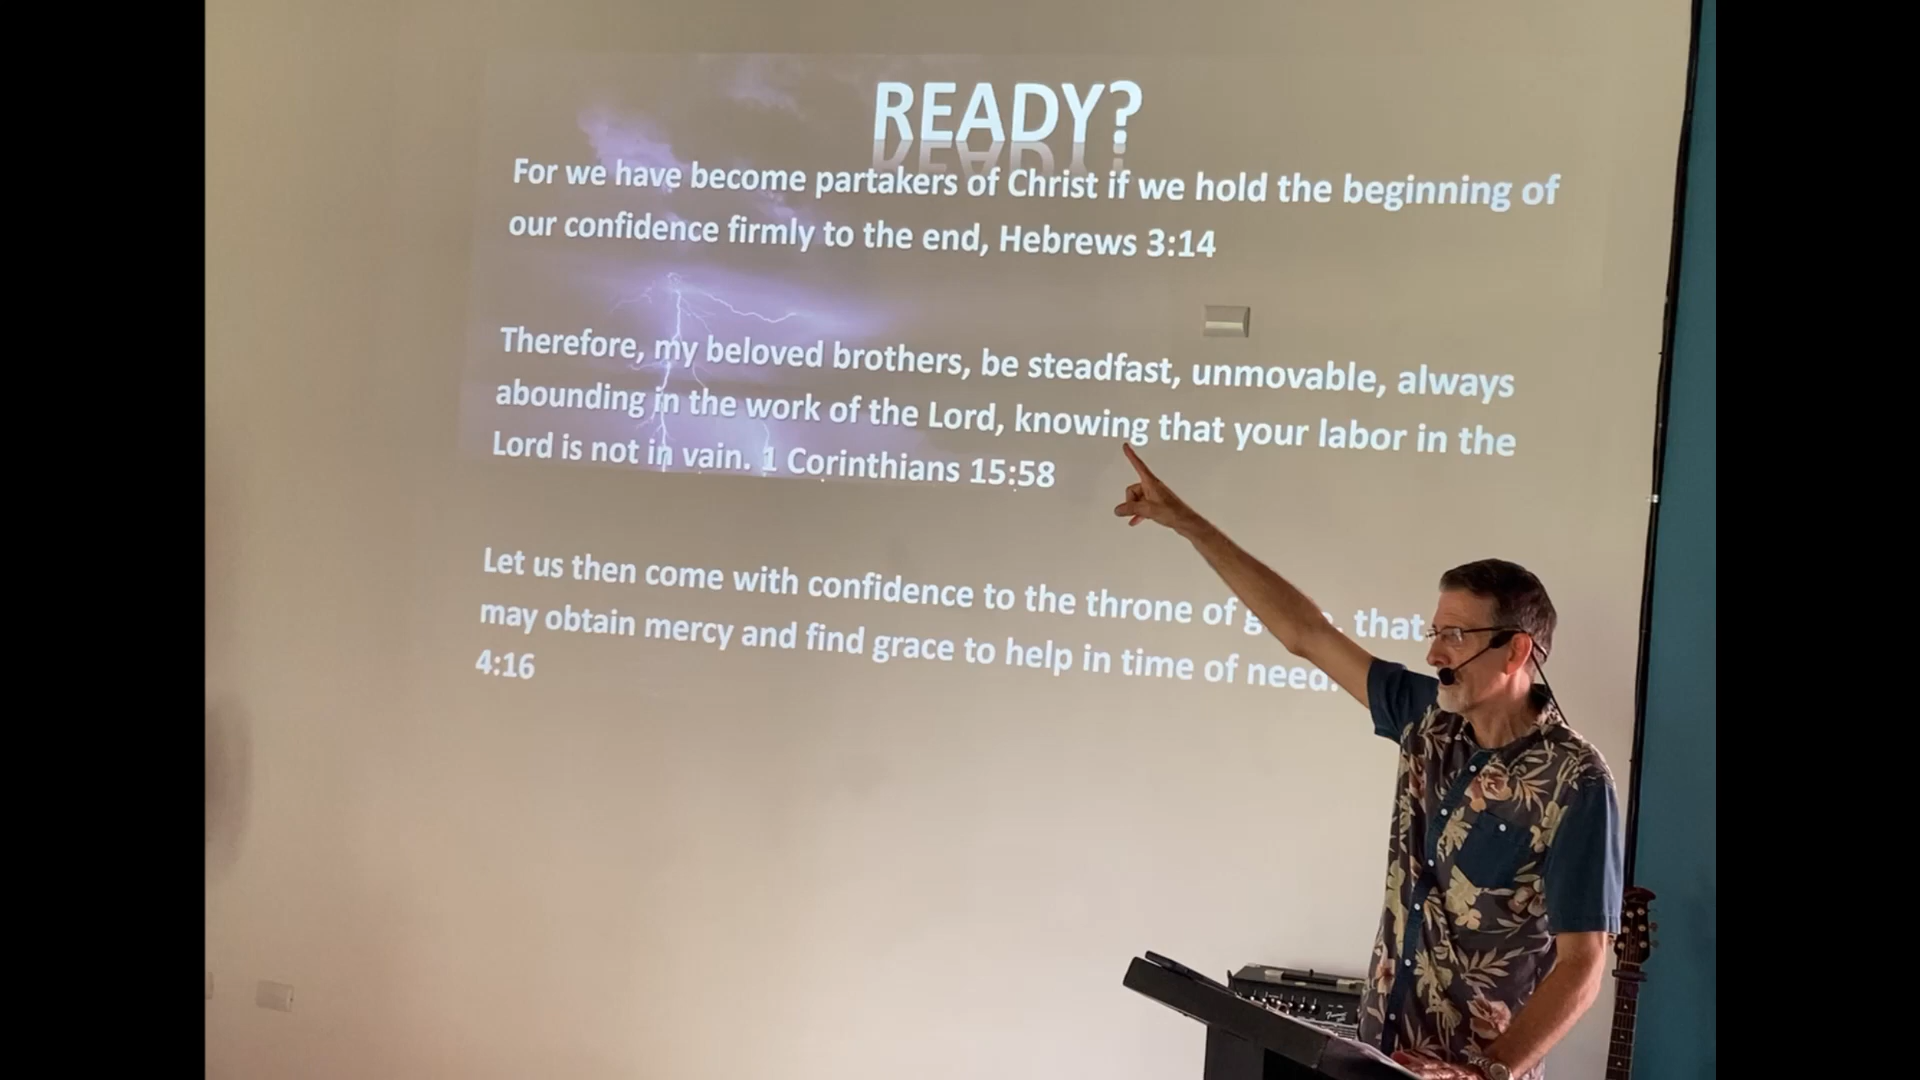 READY?
For we have become partakers of Christ if we hold the beginning of
our confidence firmly to the end, Hebrews 3:14
Therefore, my beloved brothers, be steadfast, unmovable, always
abounding in the work of the Lord, knowing that your labor in the
Lord is not in vain. 1 Corinthians 15:58
Let us then come with confidence to the throne of that
may obtain mercy and find grace to help in time of need.
4:16
Fender